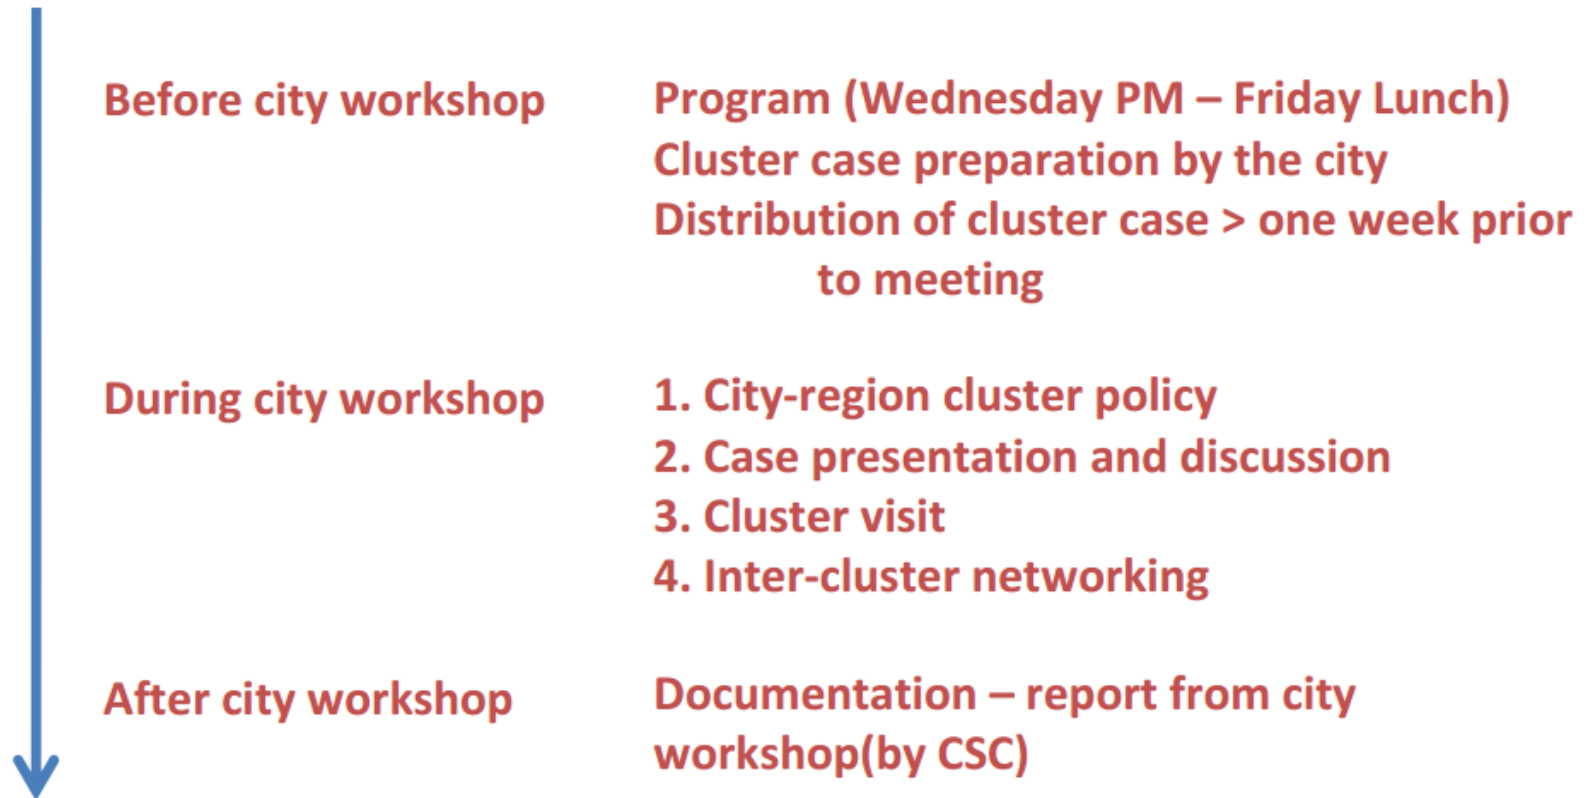 Before city workshop
Program (Wednesday PM – Friday Lunch)
Cluster case preparation by the city
Distribution of cluster case > one week prior
to meeting
During city workshop
1. City-region cluster policy
2. Case presentation and discussion
3. Cluster visit
4. Inter-cluster networking
After city workshop
Documentation – report from city
workshop(by CSC)